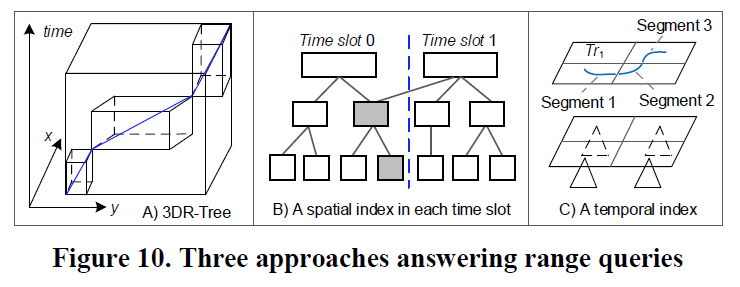 time
x
y
A) 3DR-Tree
Time slot 0
Time slot 1
B) A spatial index in each time slot
Segment 3
Tr1
Segment 1
Segment 2
C) A temporal index
Figure 10. Three approaches answering range queries